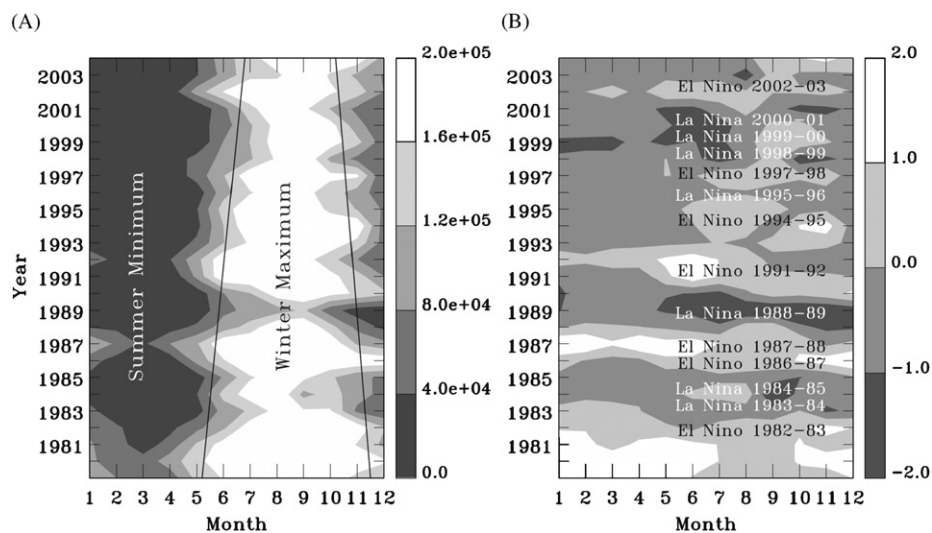 (A)
(B)
2003
2001
1999
1997
1995
1993
1991
1989
1987
1985
1983
1981
Year
Summer Minimum
Winter Maximum
1 2 3 4 5 6 7 8 9 10 11 12
Month
2.0e+05
1.6e+05
1.2e+05
8.0e+04
4.0e+04
0.0
2003
2001
1999
1997
1995
1993
1991
1989
1987
1985
1983
1981
El Nino 2002-03
La Nina 2000-01
La Nina 1999-00
La Nina 1998-99
El Nino 1997-98
La Nina 1995-96
El Nino 1994-95
El Nino 1991-92
La Nina 1988-89
El Nino 1987-88
El Nino 1986-87
La Nina 1984-85
La Nina 1983-84
El Nino 1982-83
1 2 3 4 5 6 7 8 9 10 11 12
Month
2.0
1.0
0.0
-1.0
-2.0